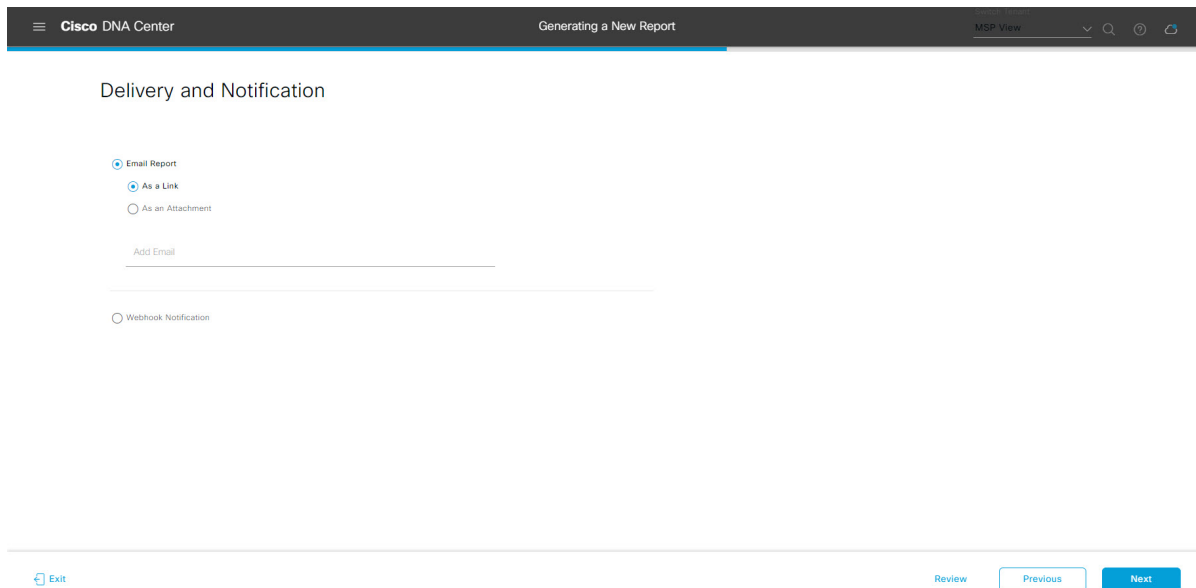 Cisco DNA Center
Generating a New Report
MSP View
Delivery and Notification
Email Report
As a Link
As an Attachment
Add Email
Webhook Notification
Exit
Review
Previous
Next